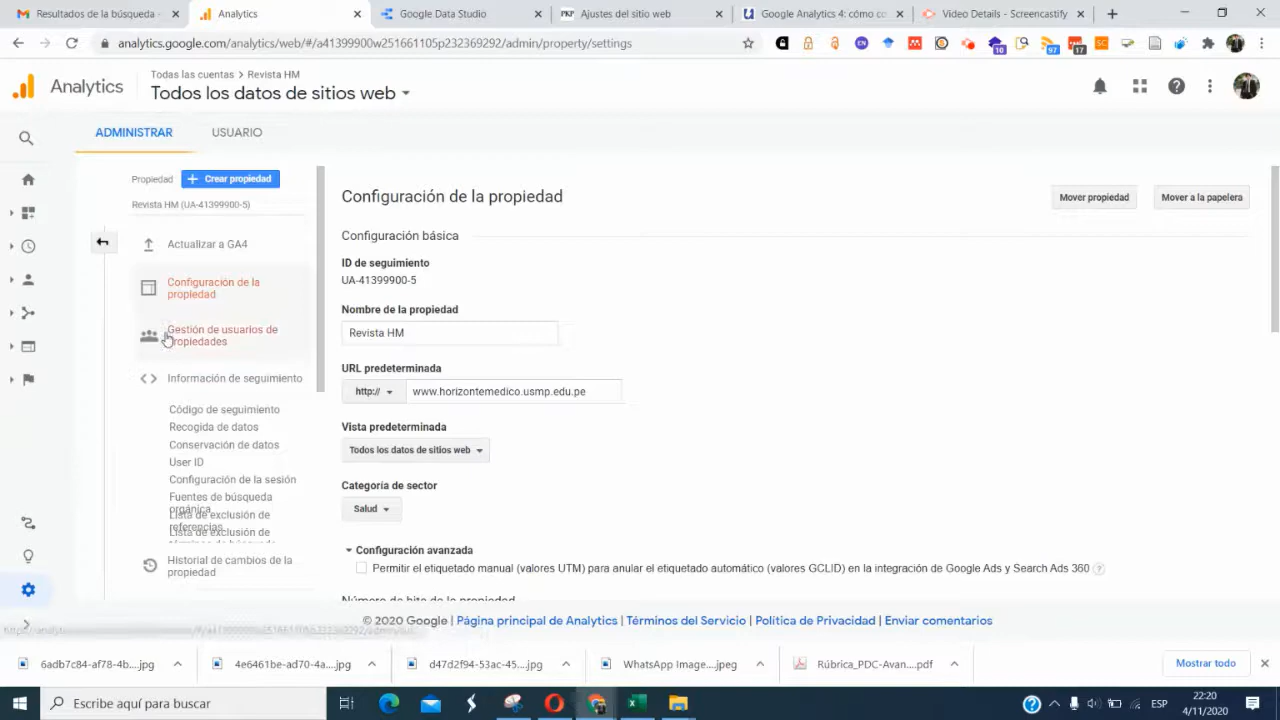 Resultados de la búsqueda -
Analytics
Google Data Studio
Ajustes del sitio web
Google Analytics 4: cómo co
Video Details - Screencastify
analytics.google.com/analytics/web/#/a41399900w251661105p232369292/admin/property/settings
Analytics
Todas las cuentas > Revista HM
Todos los datos de sitios web
ADMINISTRAR
USUARIO
Propiedad
+ Crear propiedad
Revista HM (UA-41399900-5)
Actualizar a GA4
Configuración de la
propiedad
Gestión de usuarios de
propiedades
Información de seguimiento
Código de seguimiento
Recogida de datos
Conservación de datos
User ID
Configuración de la sesión
Fuentes de búsqueda
orgánica
Lista de exclusión de
referencias
Lista de exclusión de
Historial de cambios de la
propiedad
Configuración de la propiedad
Mover propiedad
Mover a la papelera
Configuración básica
ID de seguimiento
UA-41399900-5
Nombre de la propiedad
Revista HM
URL predeterminada
http://
www.horizontemedico.usmp.edu.pe
Vista predeterminada
Todos los datos de sitios web
Categoría de sector
Salud
Configuración avanzada
Permitir el etiquetado manual (valores UTM) para anular el etiquetado automático (valores GCLID) en la integración de Google Ads y Search Ads 360
Número de hits de la propiedad
© 2020 Google | Página principal de Analytics | Términos del Servicio | Política de Privacidad | Enviar comentarios
6adb7c84-af78-4b....jpg
4e6461be-ad70-4a....jpg
d47d2f94-53ac-45....jpg
WhatsApp Image....jpeg
Rúbrica_PDC-Avan....pdf
Mostrar todo
Escribe aquí para buscar
ESP
22:20
4/11/2020